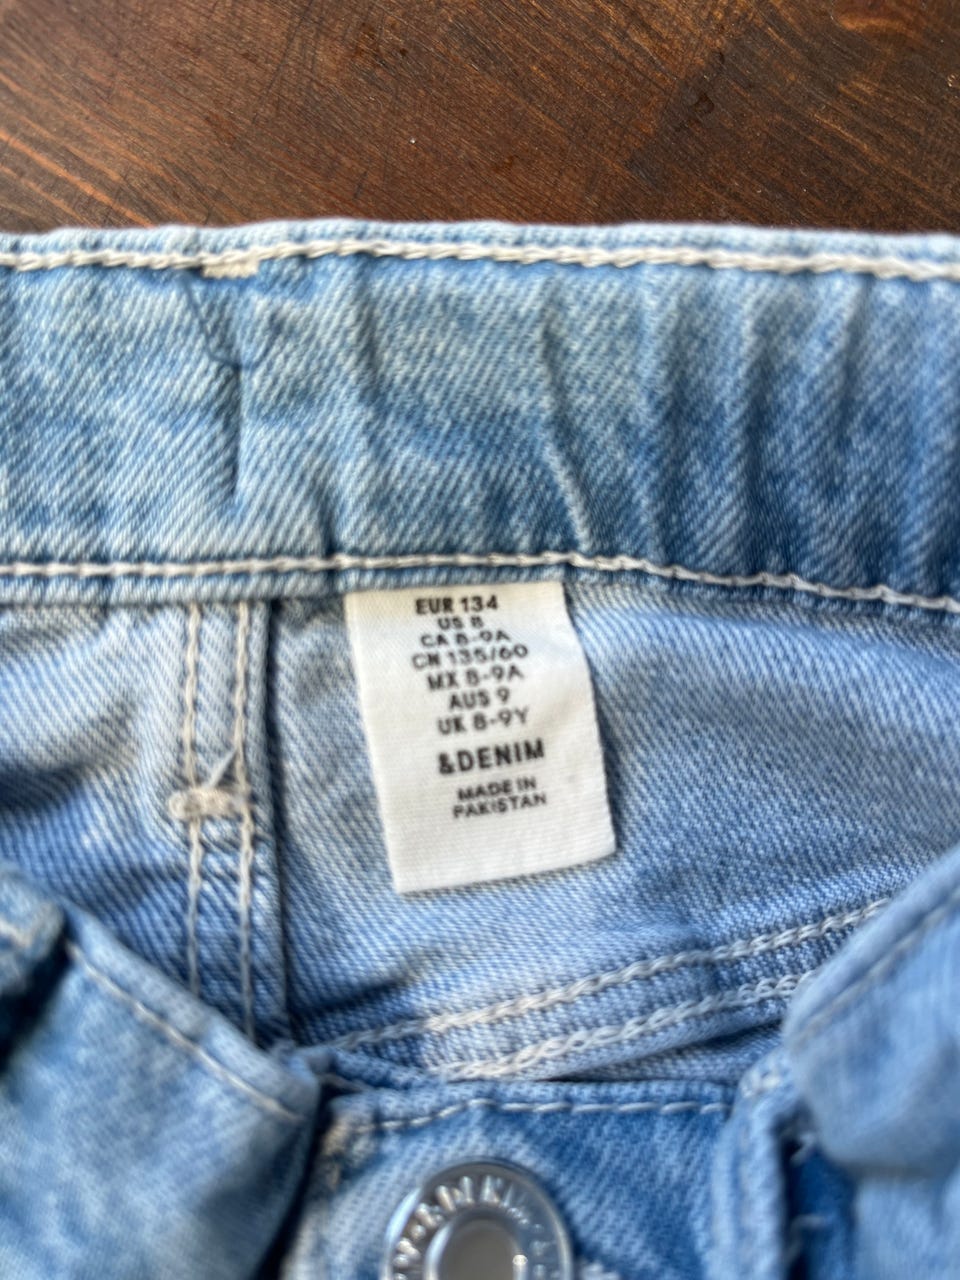 EUR 134
US 8
CA 8-9A
CN 135/60
MX 8-9A
AUS 9
UK 8-9Y
&DENIM
MADE IN
PAKISTAN